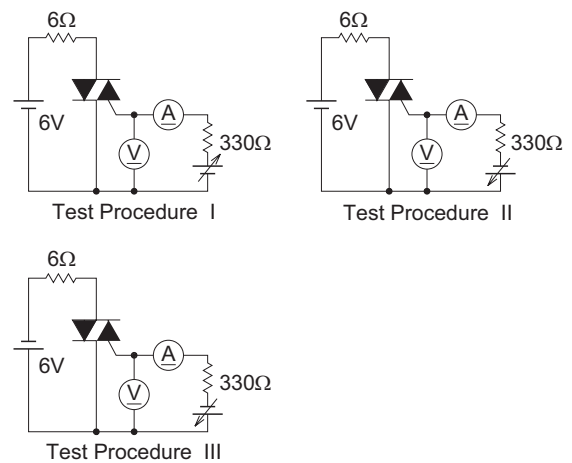 6Ω
6V
A
V
330Ω
Test Procedure I
6Ω
6V
A
V
330Ω
Test Procedure II
6Ω
6V
A
V
330Ω
Test Procedure III